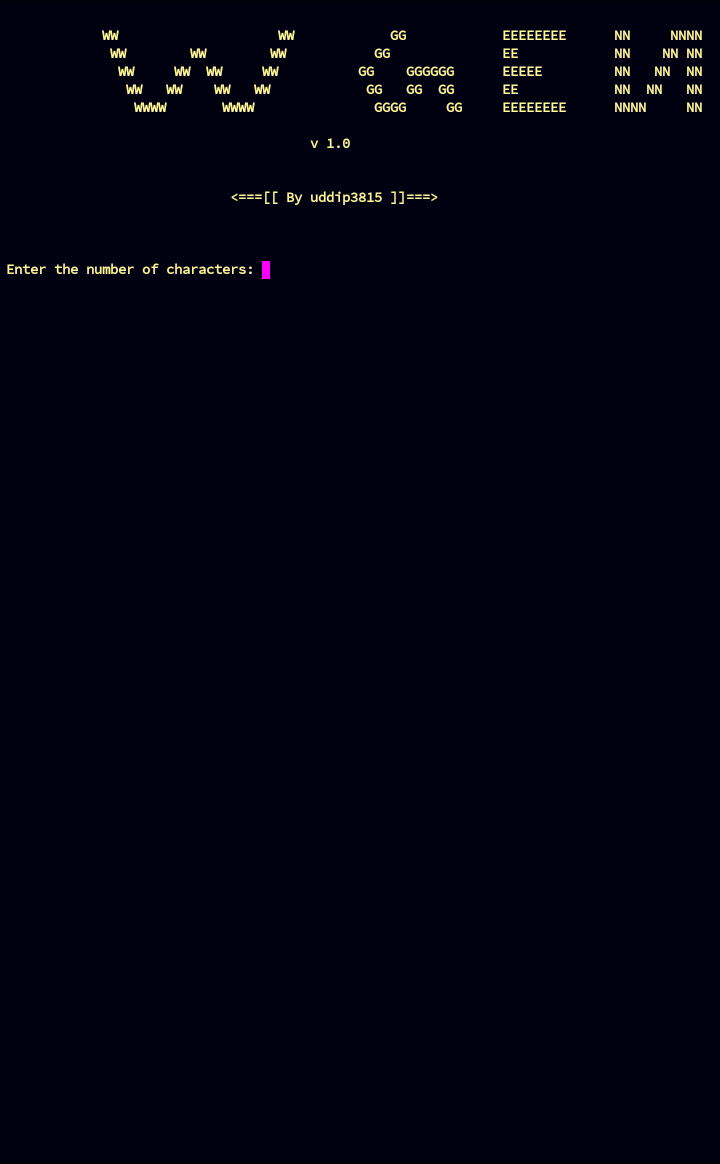 WW                    WW            GG            EEEEEEEE      NN     NNNN
 WW        WW        WW           GG              EE            NN    NN NN
  WW     WW  WW     WW          GG    GGGGGG      EEEEE         NN   NN  NN
   WW   WW    WW   WW            GG   GG  GG      EE            NN  NN   NN
    WWWW       WWWW               GGGG     GG     EEEEEEEE      NNNN     NN
v 1.0
<===[[ By uddip3815 ]]===>
Enter the number of characters: